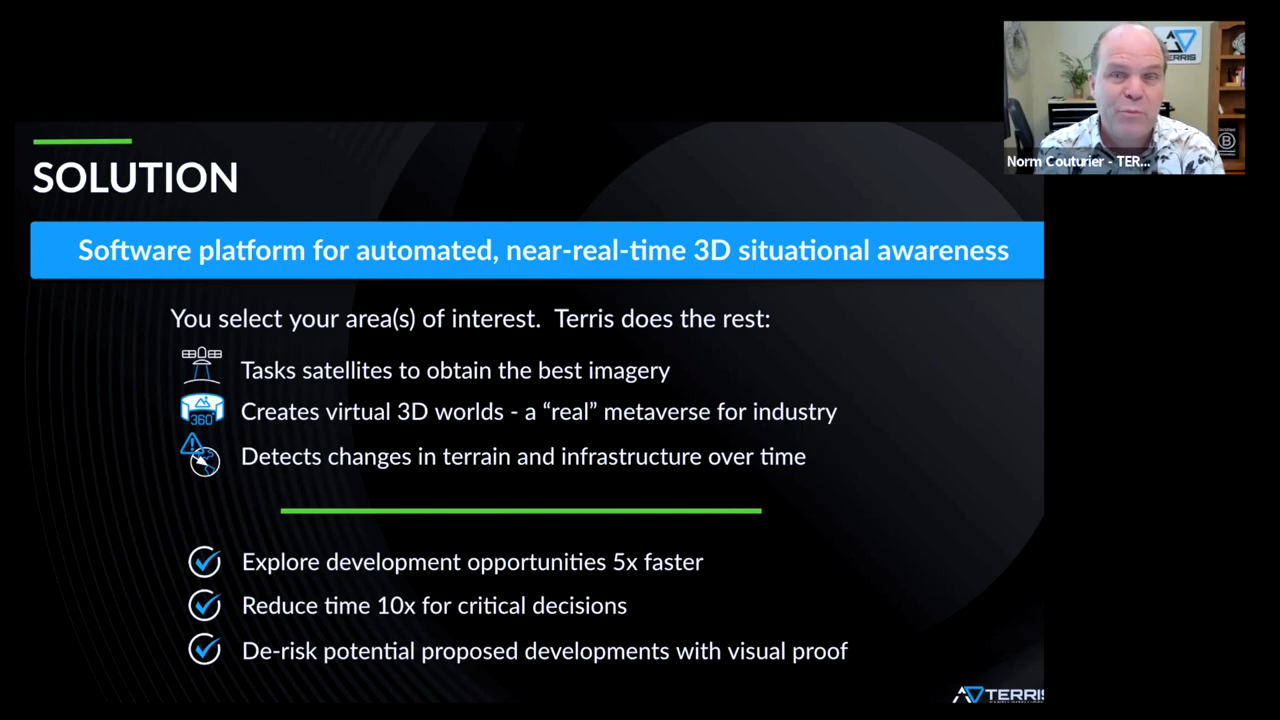 TERRIS
B
Norm Couturier - TER...
SOLUTION
Software platform for automated, near-real-time 3D situational awareness
You select your area(s) of interest. Terris does the rest:
Tasks satellites to obtain the best imagery
360°
Creates virtual 3D worlds - a “real” metaverse for industry
Detects changes in terrain and infrastructure over time
Explore development opportunities 5x faster
Reduce time 10x for critical decisions
De-risk potential proposed developments with visual proof
TERRIS